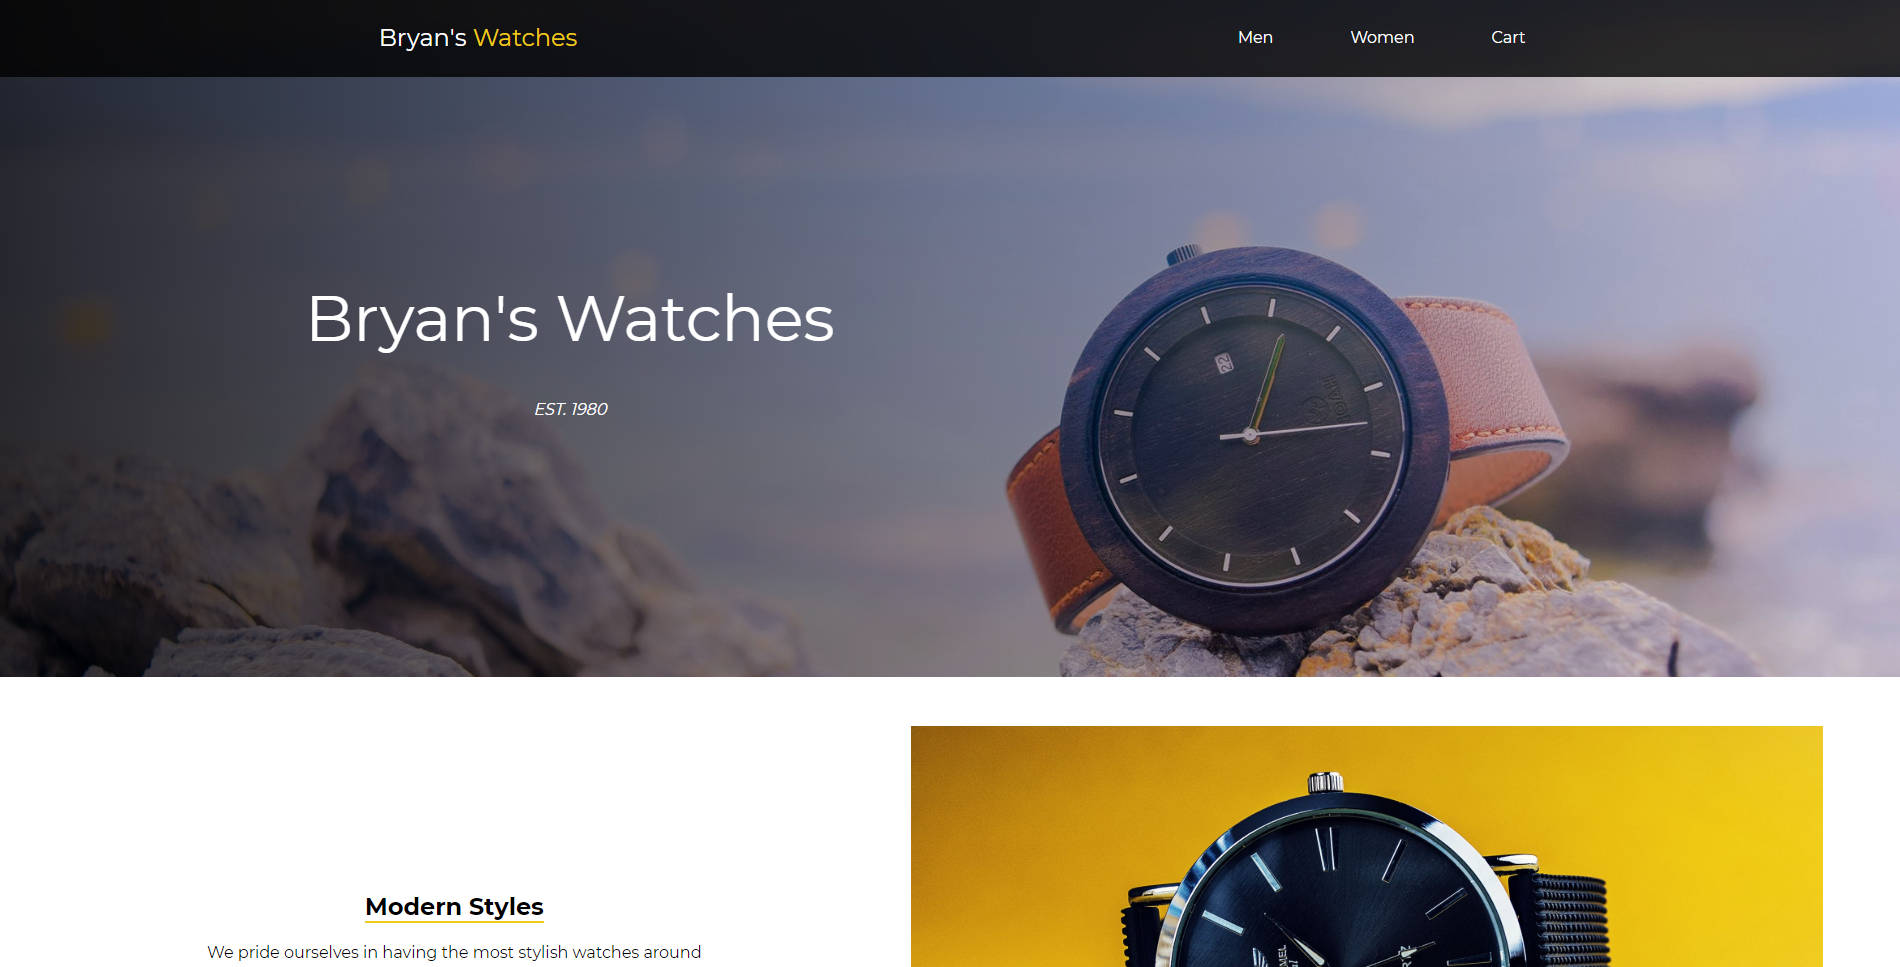 Bryan's Watches
Men
Women
Cart
Bryan's Watches
EST. 1980
22
Modern Styles
We pride ourselves in having the most stylish watches around